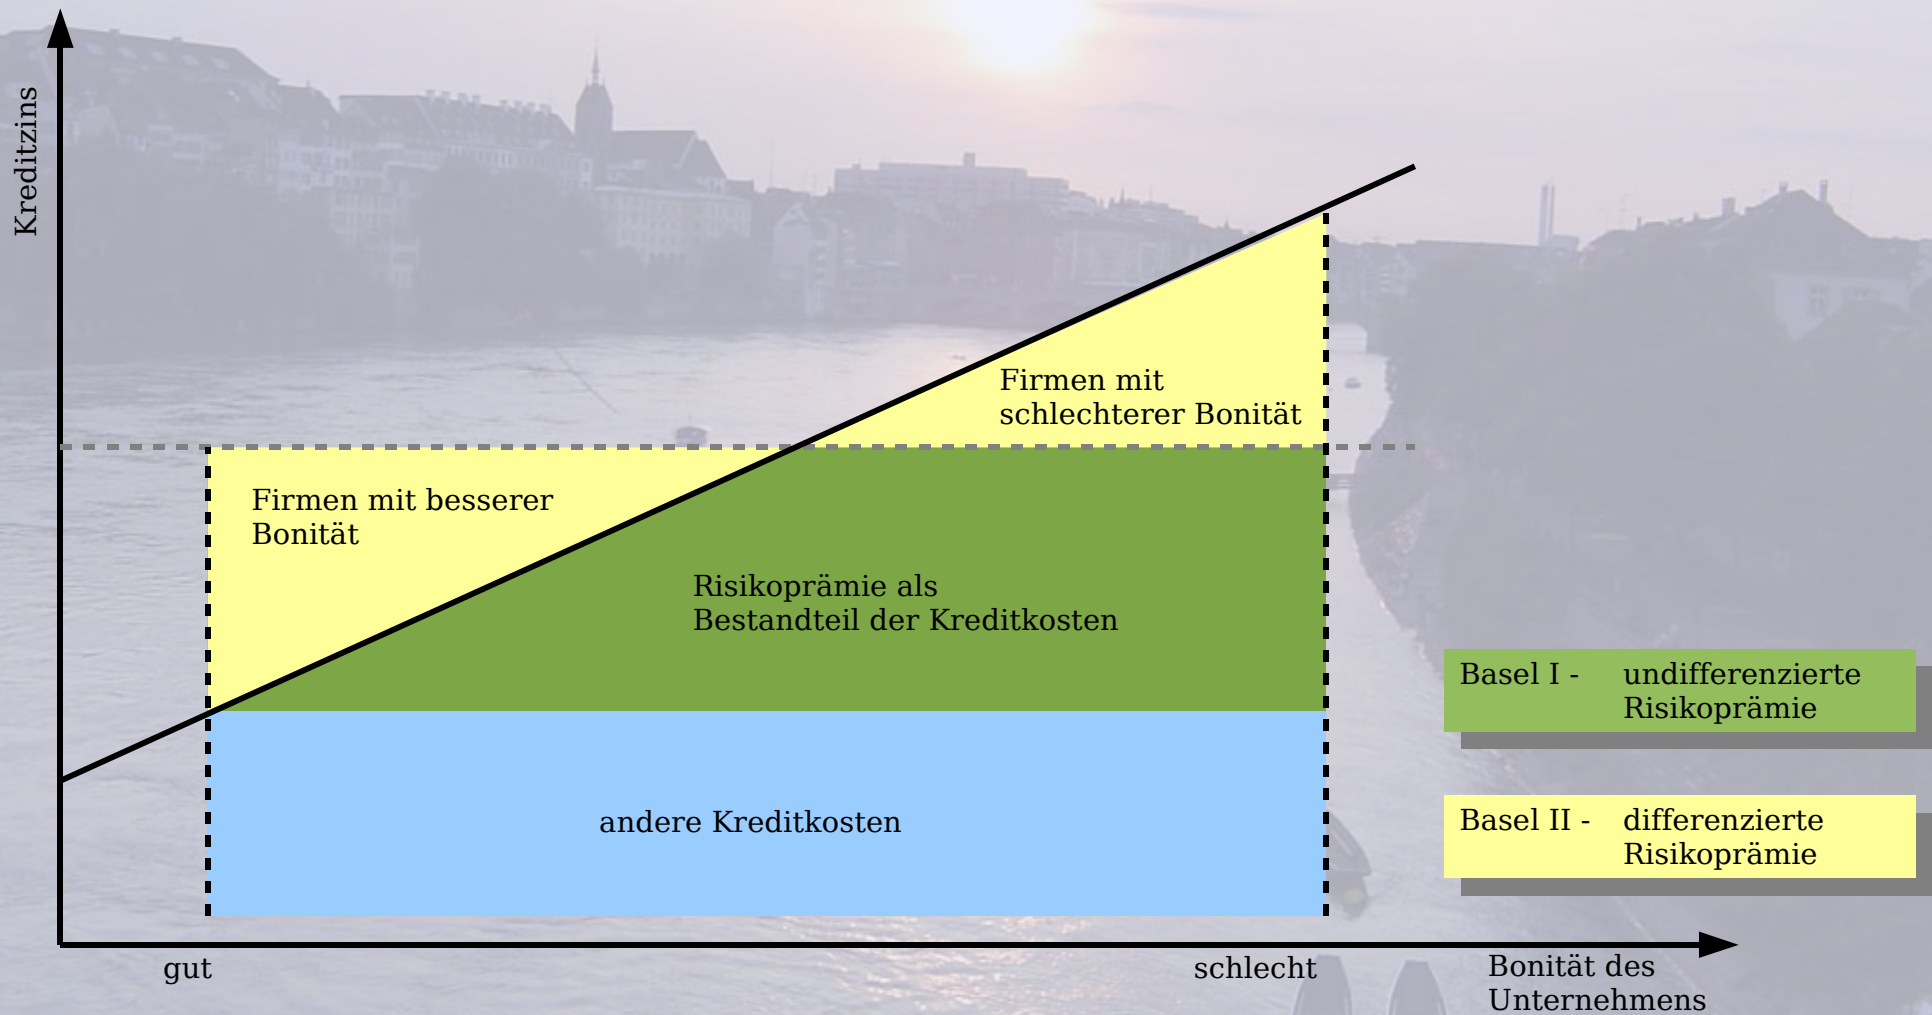 Kreditzins
Firmen mit
schlechterer Bonität
Firmen mit besserer
Bonität
Risikoprämie als
Bestandteil der Kreditkosten
Basel I - undifferenzierte
Risikoprämie
andere Kreditkosten
Basel II - differenzierte
Risikoprämie
gut
schlecht
Bonität des
Unternehmens